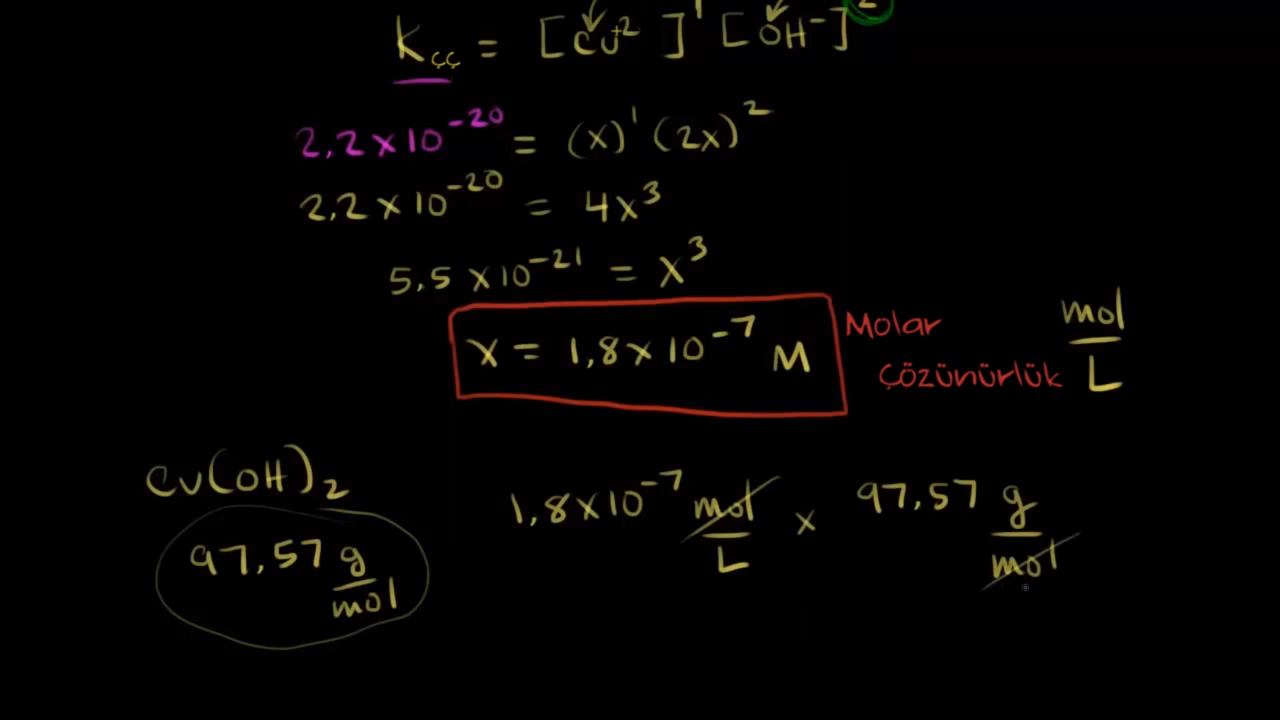 Kçç = [Cu²]¹ [OH⁻]²
2,2 x 10⁻²⁰ = (x)¹ (2x)²
2,2 x 10⁻²⁰ = 4x³
5,5 x 10⁻²¹ = x³
x = 1,8 x 10⁻⁷ M
Molar
Çözünürlük
mol
L
Cu(OH)₂
97,57 g
mol
1,8 x 10⁻⁷ mol
L
x
97,57 g
mol